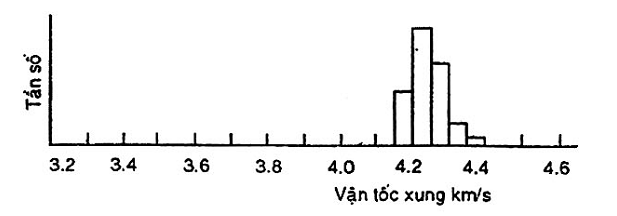 Tần số
3.2 3.4 3.6 3.8 4.0 4.2 4.4 4.6
Vận tốc xung km/s